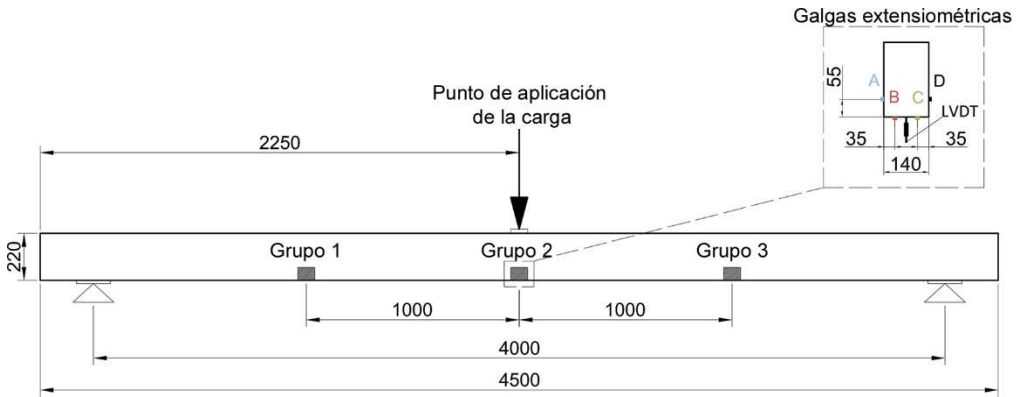 Galgas extensiométricas
A
D
55
B
C
LVDT
35
35
140
Punto de aplicación
de la carga
2250
220
Grupo 1
Grupo 2
Grupo 3
1000
1000
4000
4500